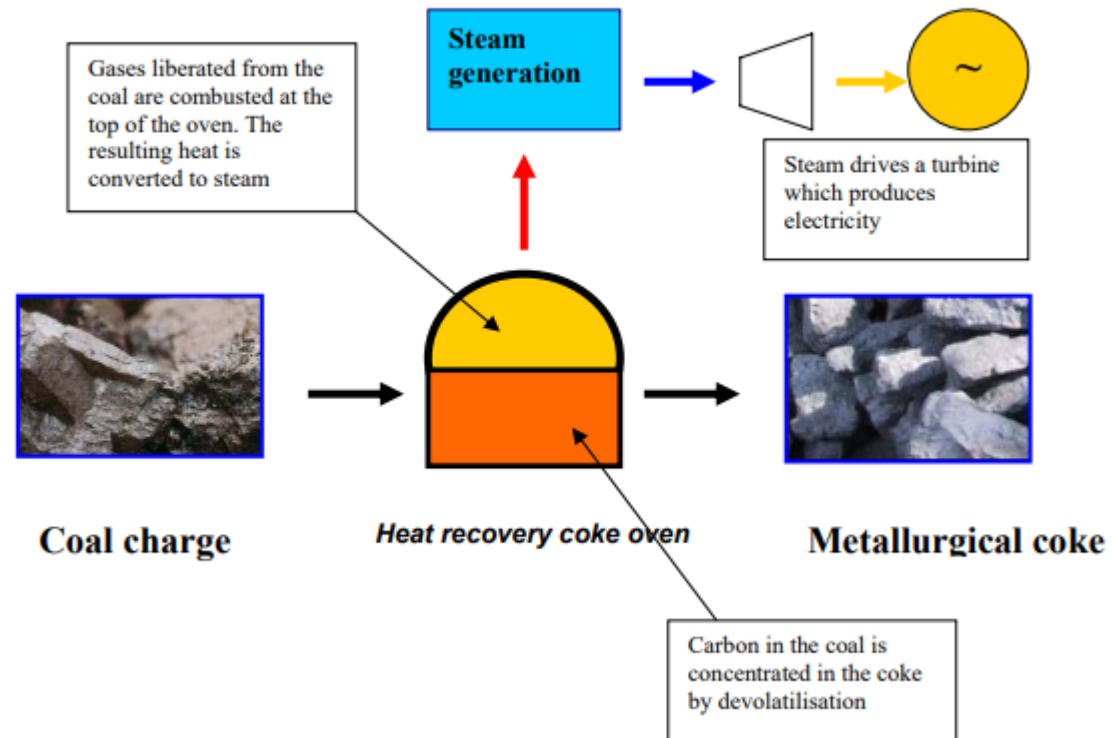 Steam
generation
Gases liberated from the
coal are combusted at the
top of the oven. The
resulting heat is
converted to steam
~
Steam drives a turbine
which produces
electricity
Coal charge
Heat recovery coke oven
Metallurgical coke
Carbon in the coal is
concentrated in the coke
by devolatilisation